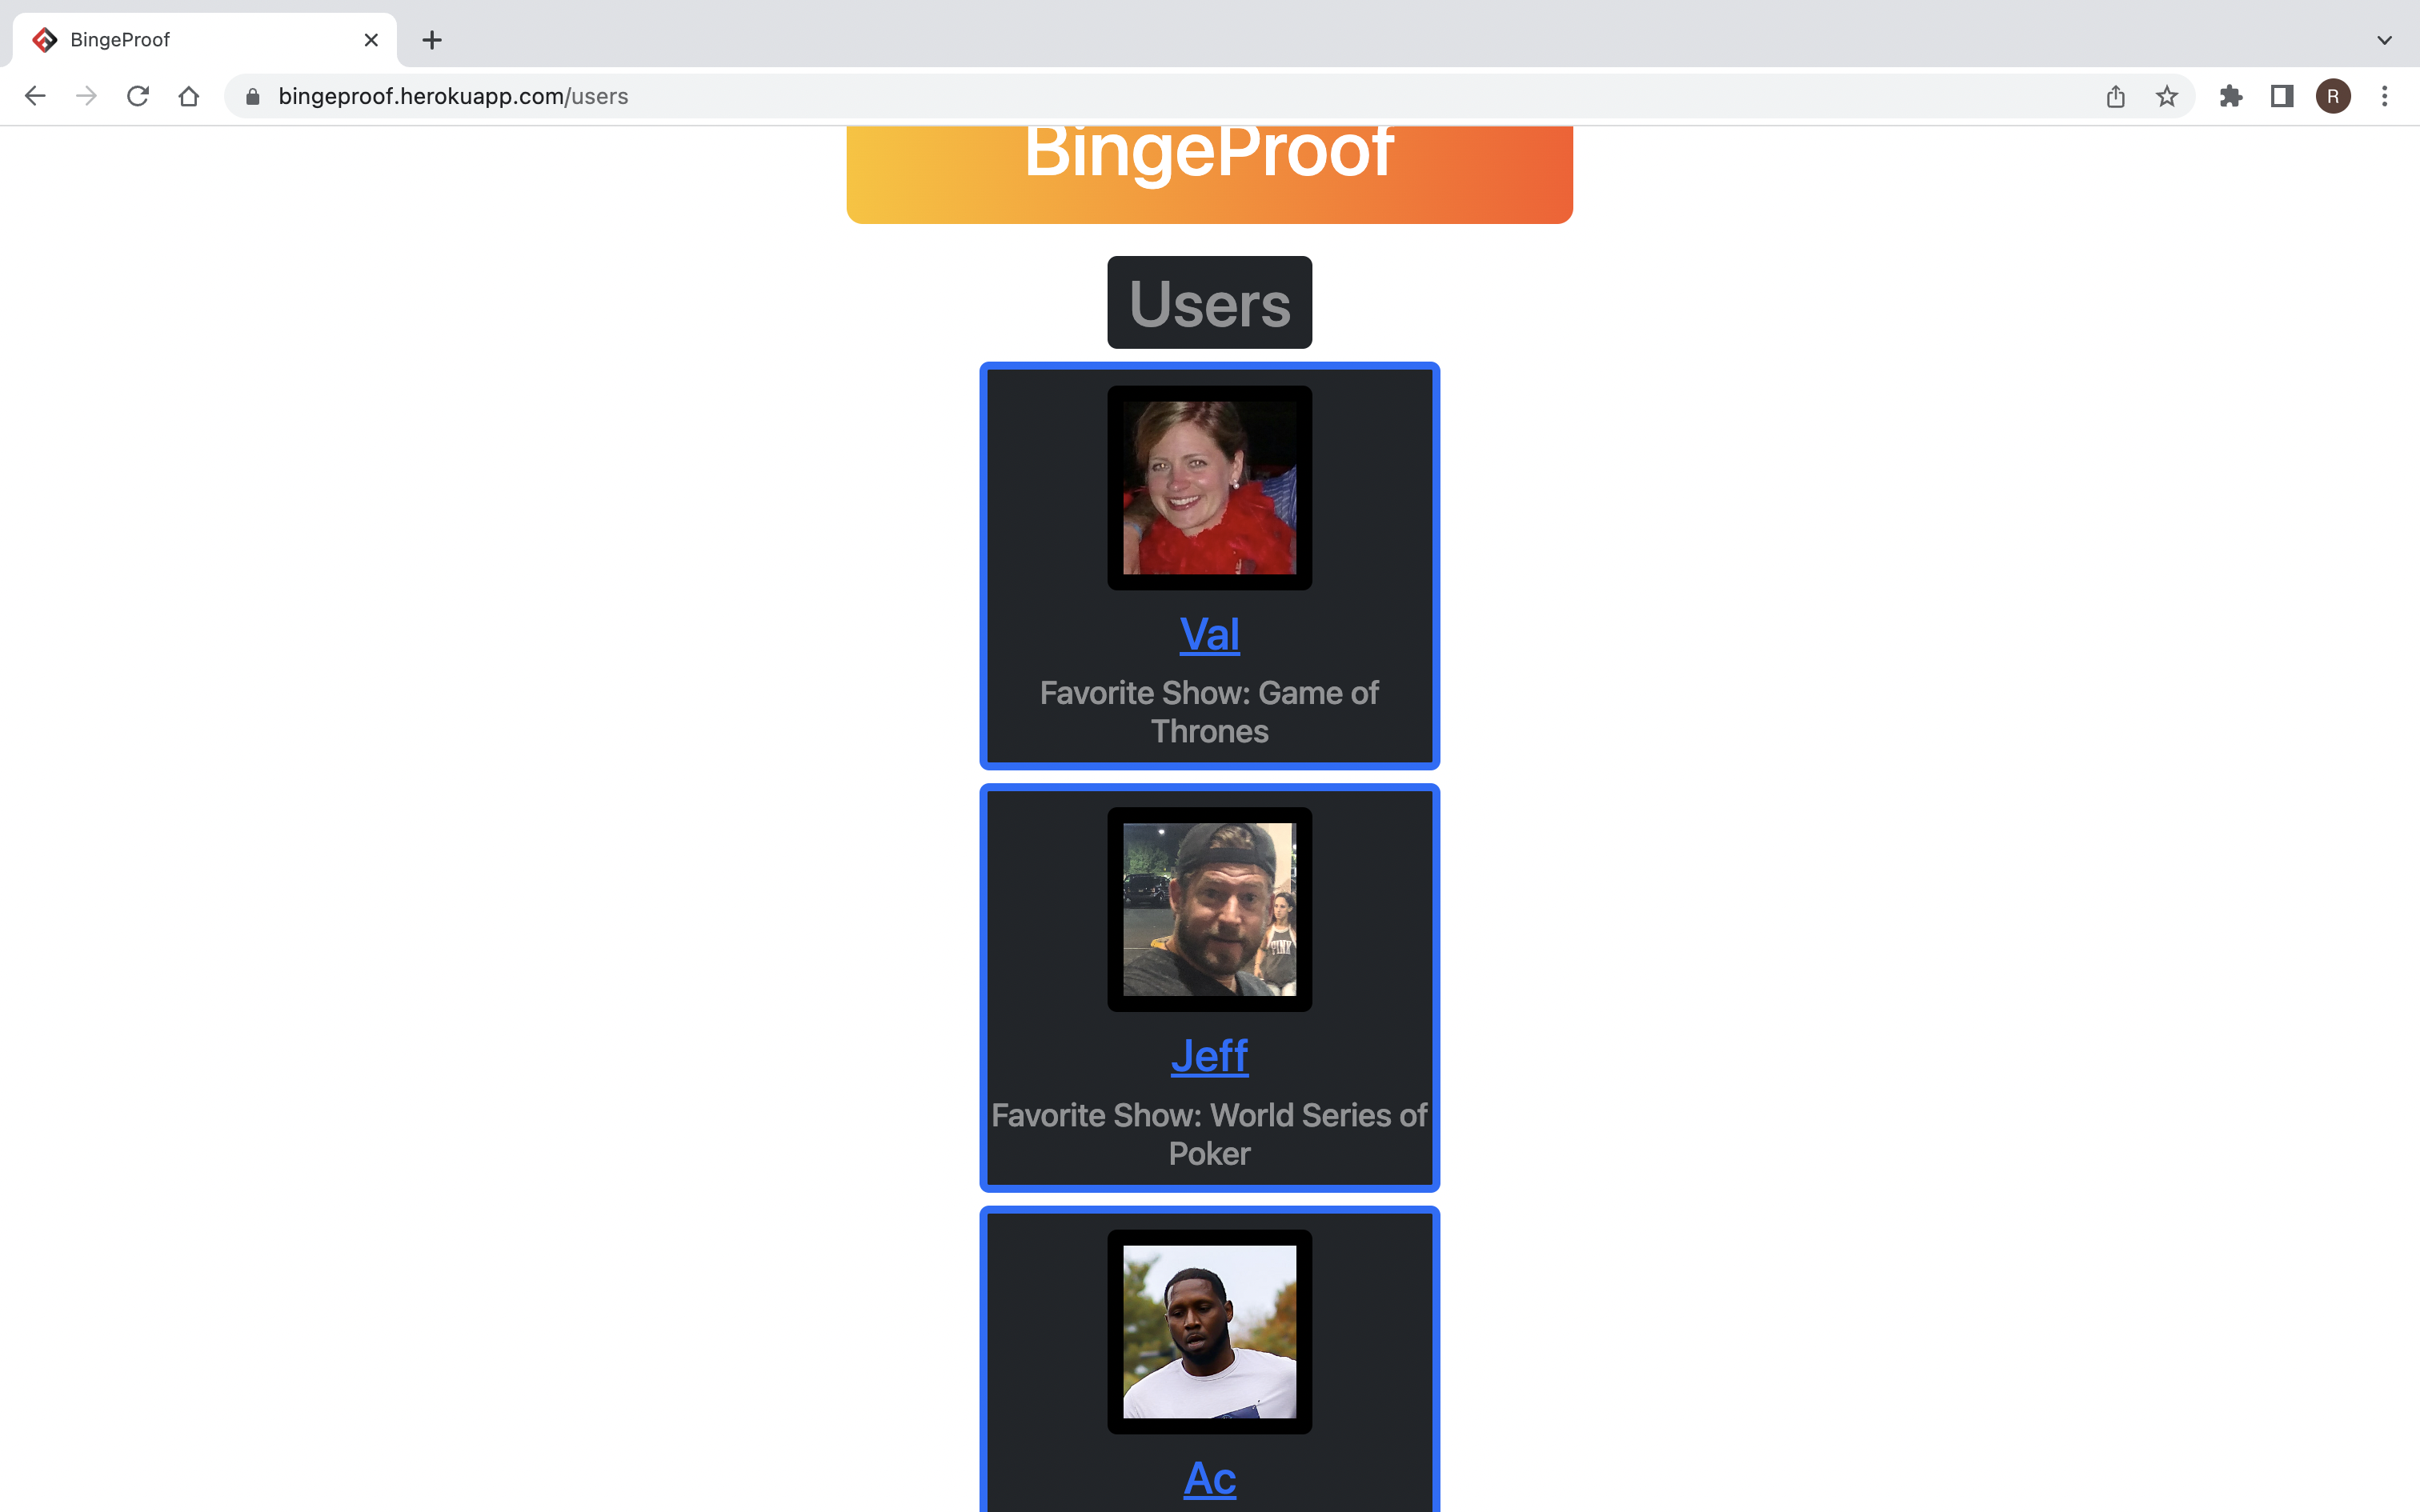 BingeProof
bingeproof.herokuapp.com/users
R
BingeProof
Users
Val
Favorite Show: Game of
Thrones
Jeff
Favorite Show: World Series of
Poker
Ac